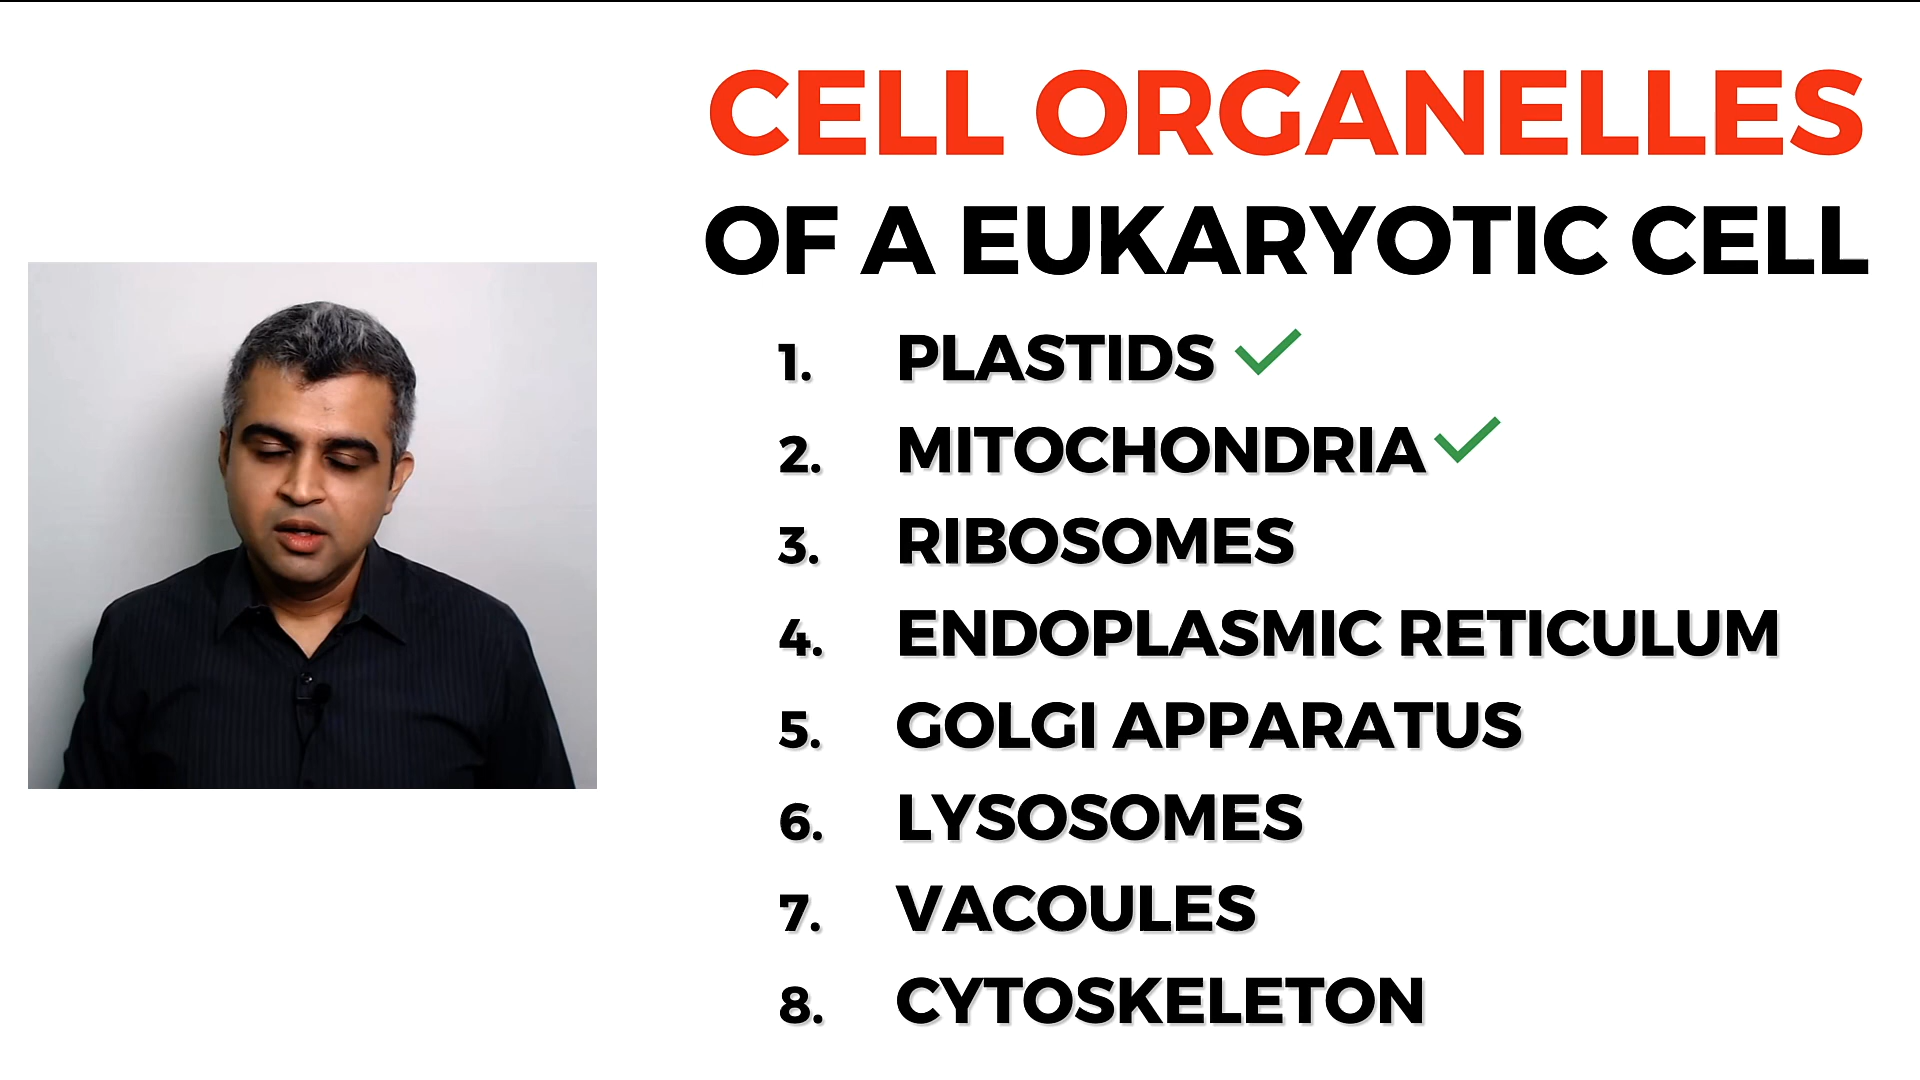 CELL ORGANELLES
OF A EUKARYOTIC CELL
1. PLASTIDS
2. MITOCHONDRIA
3. RIBOSOMES
4. ENDOPLASMIC RETICULUM
5. GOLGI APPARATUS
6. LYSOSOMES
7. VACOULES
8. CYTOSKELETON